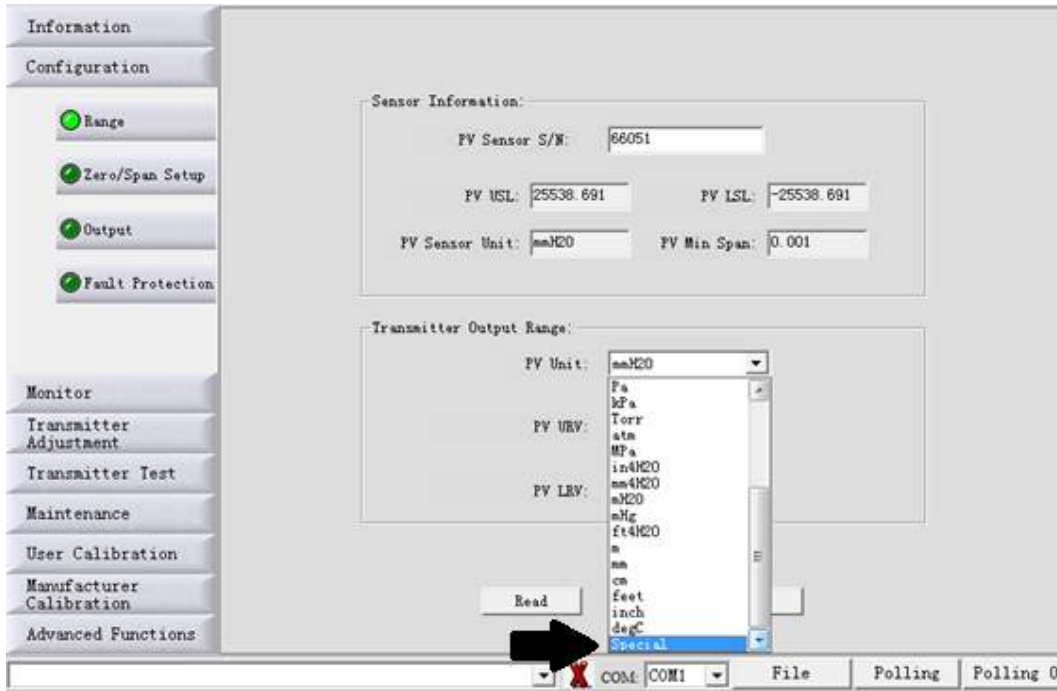 Information
Configuration
Range
Zero/Span Setup
Output
Fault Protection
Monitor
Transmitter
Adjustment
Transmitter Test
Maintenance
User Calibration
Manufacturer
Calibration
Advanced Functions
Sensor Information:
PV Sensor S/N: 66051
PV USL: 25538.691 PV LSL: -25538.691
PV Sensor Unit: mmH2O PV Min Span: 0.001
Transmitter Output Range:
PV Unit: mmH2O
PV URV:
PV LRV:
Pa
kPa
Torr
atm
MPa
in4H2O
mm4H2O
mH2O
mHg
ft4H2O
m
mm
cm
feet
inch
degC
Special
Read
COM: COM1 File Polling Polling